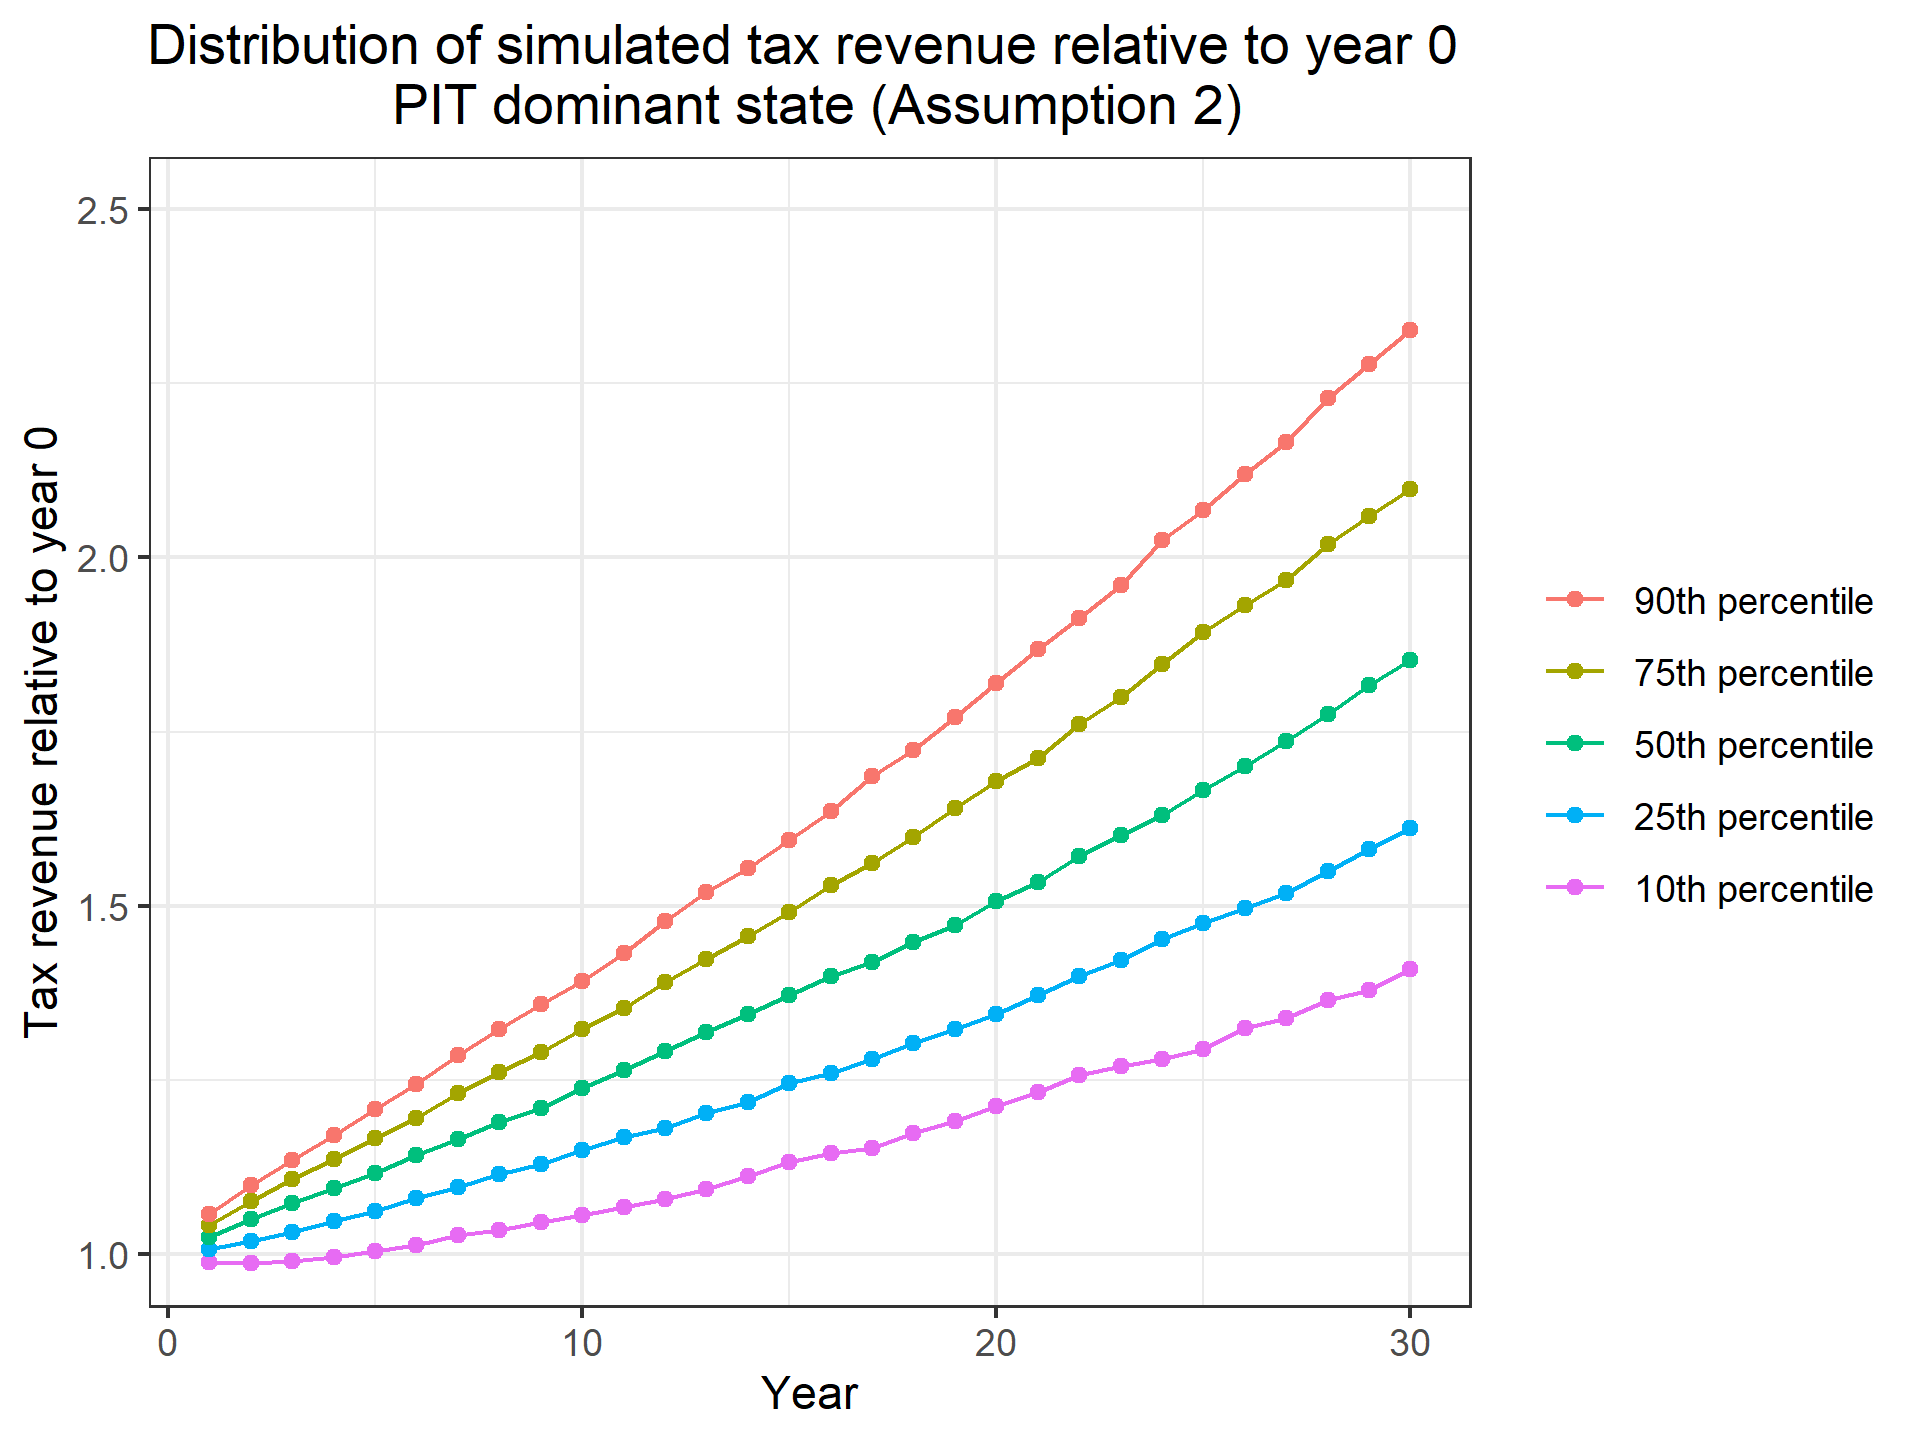 Distribution of simulated tax revenue relative to year 0
PIT dominant state (Assumption 2)
Tax revenue relative to year 0
2.5
2.0
1.5
1.0
0
10
20
30
Year
90th percentile
75th percentile
50th percentile
25th percentile
10th percentile